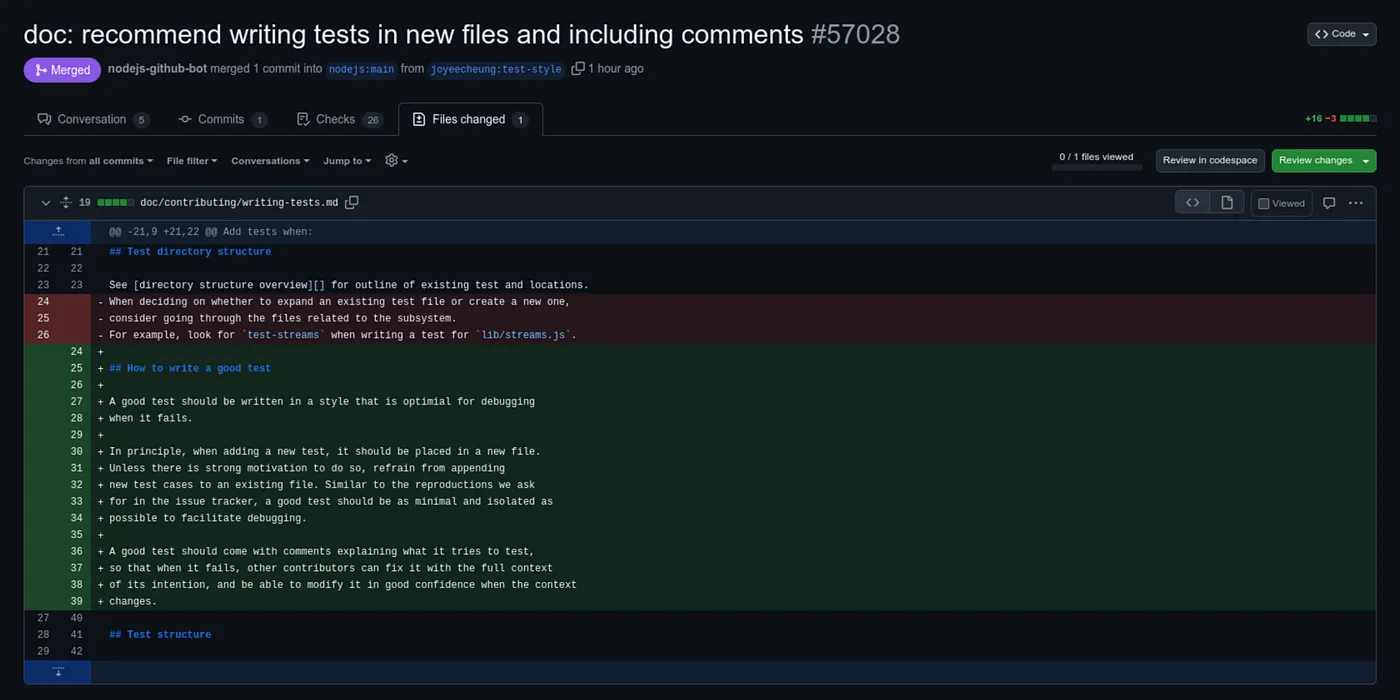 doc: recommend writing tests in new files and including comments #57028
Code
Merged nodejs-github-bot merged 1 commit into nodejs:main from joyeecheung:test-style 1 hour ago
Conversation 5 Commits 1 Checks 26 Files changed 1
+16 −3
Changes from all commits File filter Conversations Jump to
0 / 1 files viewed
Review in codespace Review changes
19 doc/contributing/writing-tests.md
Viewed
@@ -21,9 +21,22 @@ Add tests when:
21 21 ## Test directory structure
22 22
23 23 See [directory structure overview][] for outline of existing test and locations.
24 - When deciding on whether to expand an existing test file or create a new one,
25 - consider going through the files related to the subsystem.
26 - For example, look for `test-streams` when writing a test for `lib/streams.js`.
24 +
25 + ## How to write a good test
26 +
27 + A good test should be written in a style that is optimial for debugging
28 + when it fails.
29 +
30 + In principle, when adding a new test, it should be placed in a new file.
31 + Unless there is strong motivation to do so, refrain from appending
32 + new test cases to an existing file. Similar to the reproductions we ask
33 + for in the issue tracker, a good test should be as minimal and isolated as
34 + possible to facilitate debugging.
35 +
36 + A good test should come with comments explaining what it tries to test,
37 + so that when it fails, other contributors can fix it with the full context
38 + of its intention, and be able to modify it in good confidence when the context
39 + changes.
27 40
28 41 ## Test structure
29 42